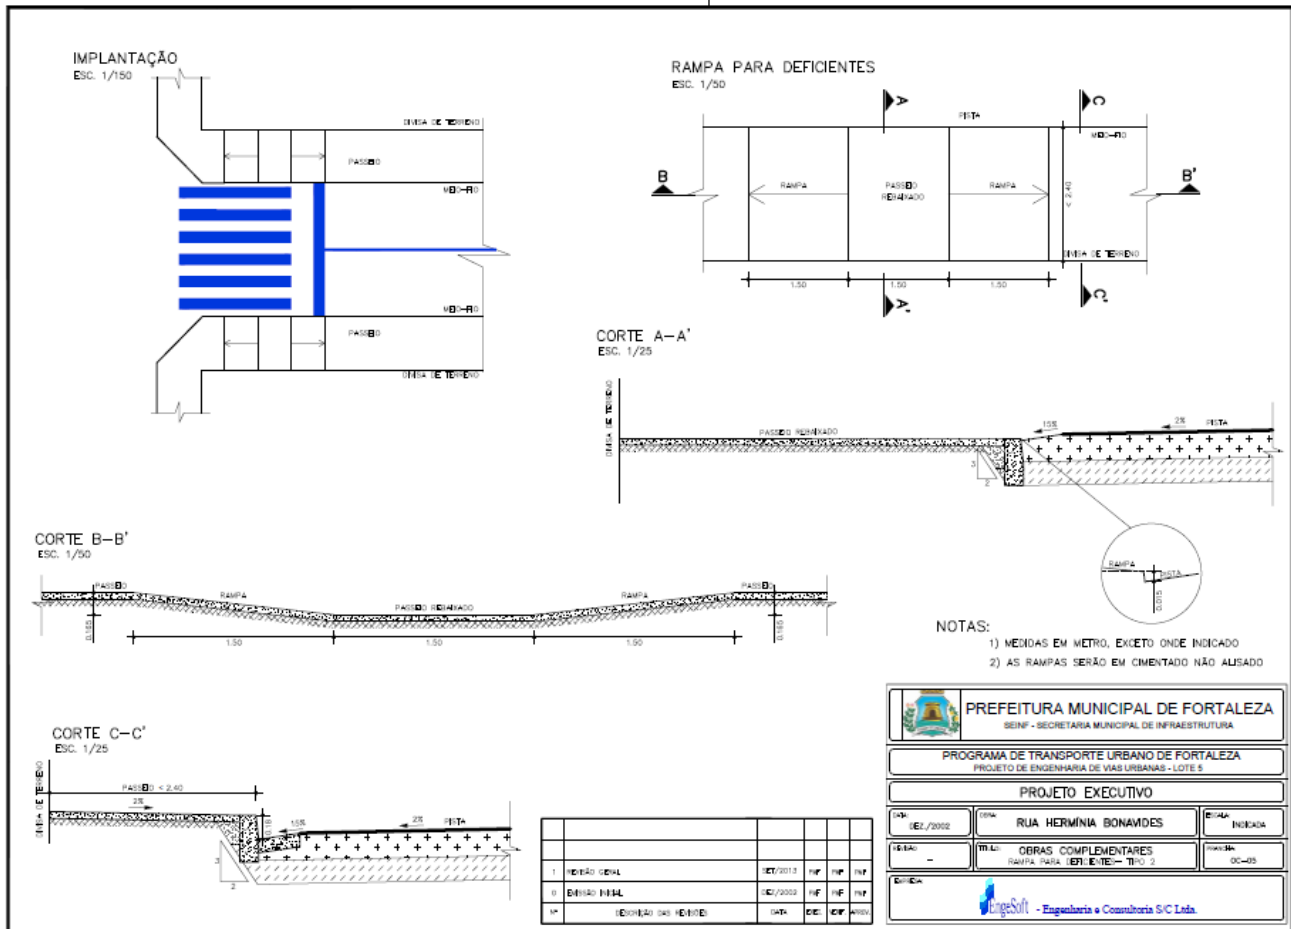 IMPLANTAÇÃO
ESC. 1/150
DIVISA DE TERRENO
PASSEIO
MEIO-FIO
MEIO-FIO
PASSEIO
DIVISA DE TERRENO
RAMPA PARA DEFICIENTES
ESC. 1/50
A
C
PISTA
MEIO-FIO
B
RAMPA
PASSEIO
REBAIXADO
RAMPA
< 2.40
B'
DIVISA DE TERRENO
1.50
1.50
1.50
A'
C'
CORTE A-A'
ESC. 1/25
DIVISA DE TERRENO
PASSEIO REBAIXADO
15%
2%
PISTA
3
2
RAMPA
PISTA
0.015
CORTE B-B'
ESC. 1/50
PASSEIO
RAMPA
PASSEIO REBAIXADO
RAMPA
PASSEIO
0.165
0.165
1.50
1.50
1.50
NOTAS:
1) MEDIDAS EM METRO, EXCETO ONDE INDICADO
2) AS RAMPAS SERÃO EM CIMENTADO NÃO ALISADO
CORTE C-C'
ESC. 1/25
DIVISA DE TERRENO
PASSEIO < 2.40
2%
15%
2%
PISTA
3
2
1 REVISÃO GERAL SET/2013
0 EMISSÃO INICIAL DEZ/2002
Nº DESCRIÇÃO DAS REVISÕES DATA EXEC. VERIF. APROV.
PREFEITURA MUNICIPAL DE FORTALEZA
SEINF - SECRETARIA MUNICIPAL DE INFRAESTRUTURA
PROGRAMA DE TRANSPORTE URBANO DE FORTALEZA
PROJETO DE ENGENHARIA DE VIAS URBANAS - LOTE 5
PROJETO EXECUTIVO
DATA: DEZ./2002
OBRA: RUA HERMÍNIA BONAVIDES
ESCALA: INDICADA
REVISÃO: -
TÍTULO: OBRAS COMPLEMENTARES
RAMPA PARA DEFICIENTES- TIPO 2
PRANCHA: OC-05
EMPRESA:
EngeSoft - Engenharia e Consultoria S/C Ltda.